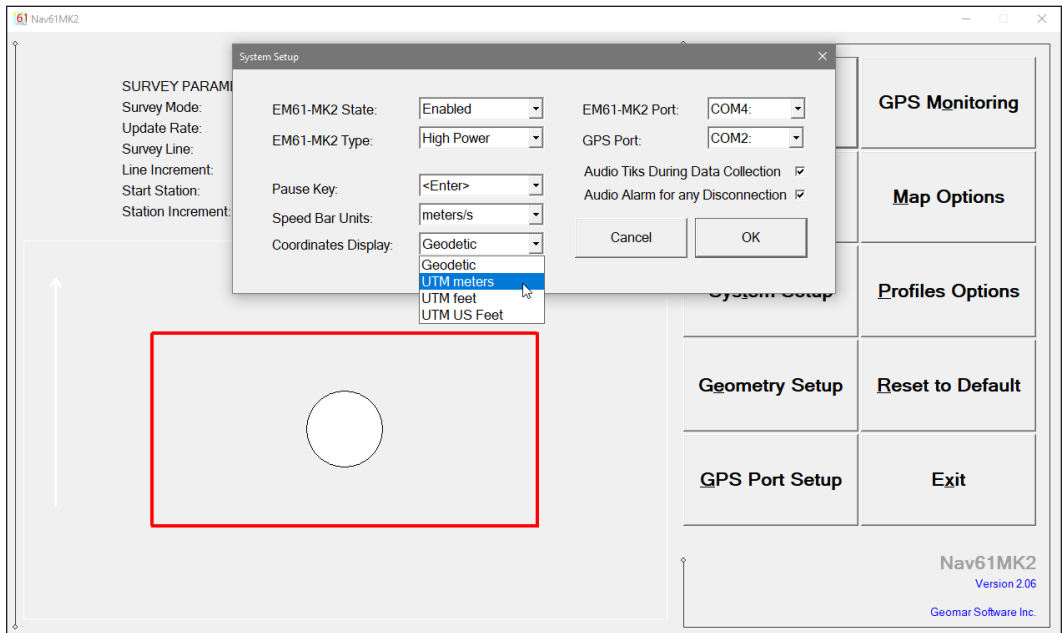 61 Nav61MK2
System Setup
SURVEY PARAM
Survey Mode:
Update Rate:
Survey Line:
Line Increment:
Start Station:
Station Increment:
EM61-MK2 State:
Enabled
EM61-MK2 Type:
High Power
Pause Key:
<Enter>
Speed Bar Units:
meters/s
Coordinates Display:
Geodetic
Geodetic
UTM meters
UTM feet
UTM US Feet
EM61-MK2 Port:
COM4:
GPS Port:
COM2:
Audio Tiks During Data Collection
Audio Alarm for any Disconnection
Cancel
OK
GPS Monitoring
Map Options
System Setup
Profiles Options
Geometry Setup
Reset to Default
GPS Port Setup
Exit
Nav61MK2
Version 2.06
Geomar Software Inc.